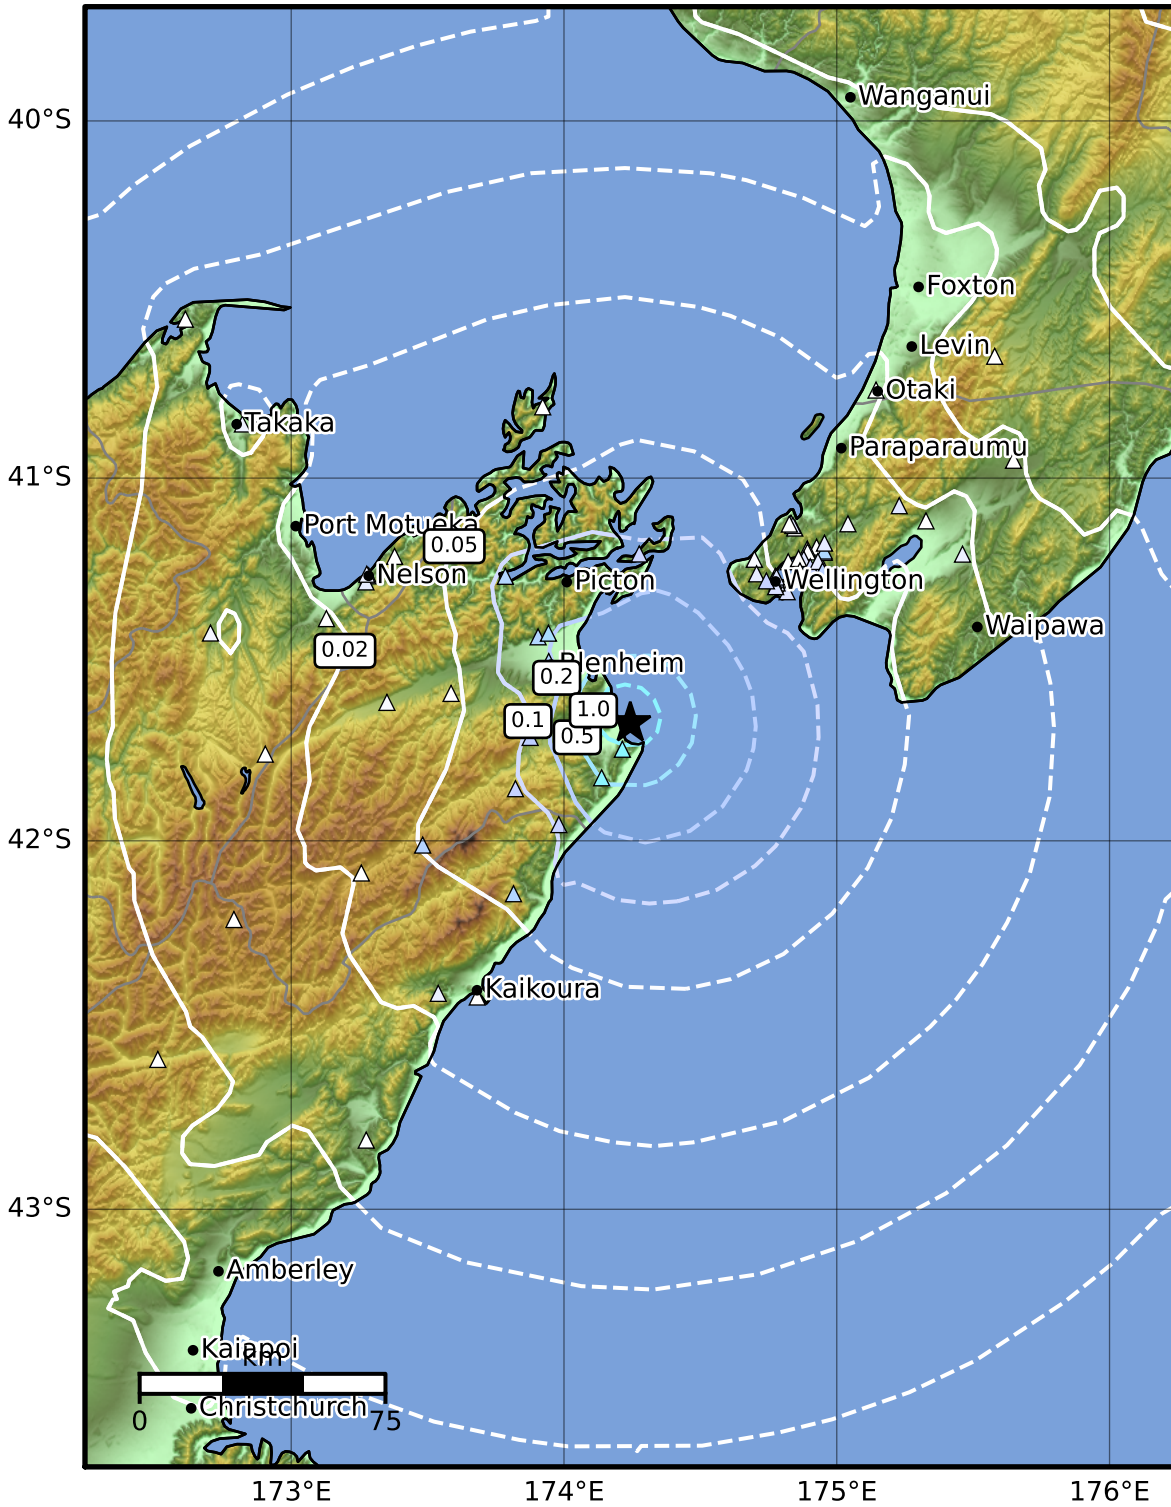 Wanganui
40°S
Foxton
Levin
Otaki
Takaka
Paraparaumu
41°S
Port Motueka
0.05
Nelson
Picton
Wellington
Waipawa
0.02
Blenheim
0.2
1.0
0.1
0.5
42°S
Kaikoura
43°S
Amberley
Kaiapoi
km
Christchurch
0
75
173°E
174°E
175°E
176°E